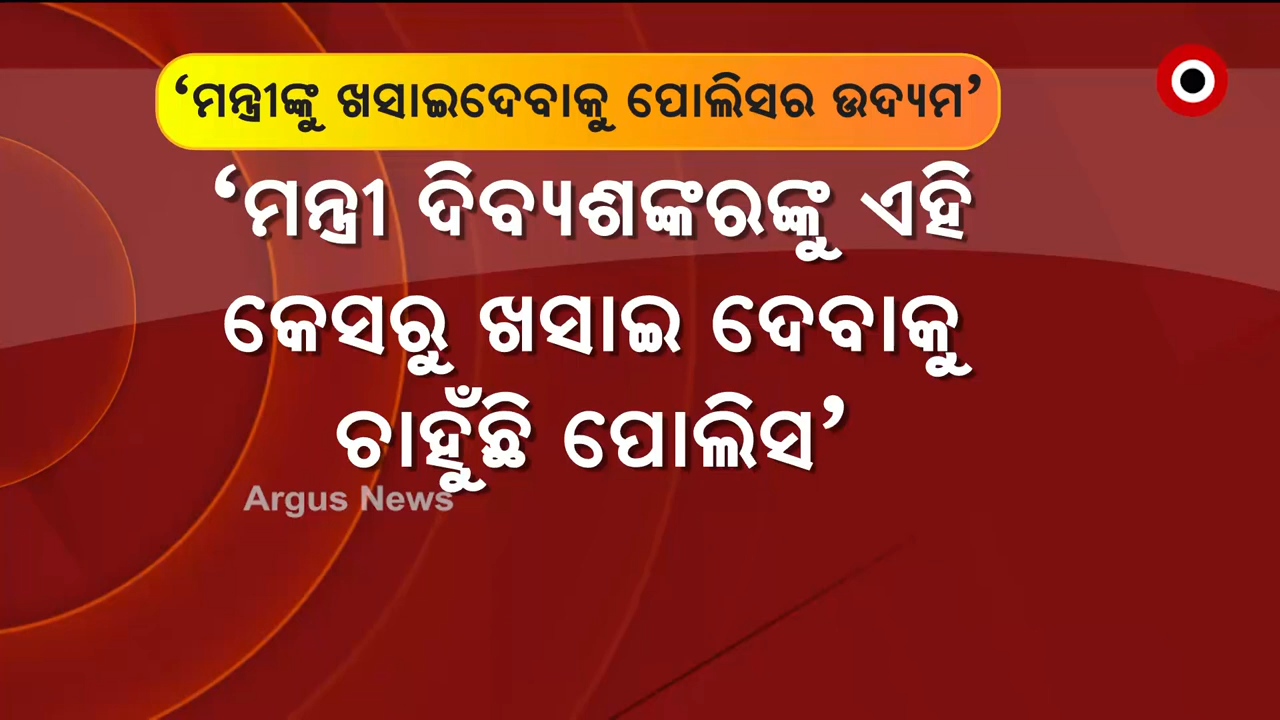 ‘ମନ୍ତ୍ରୀଙ୍କୁ ଖସାଇଦେବାକୁ ପୋଲିସର ଉଦ୍ୟମ’
‘ମନ୍ତ୍ରୀ ଦିବ୍ୟଶଙ୍କରଙ୍କୁ ଏହି
କେସରୁ ଖସାଇ ଦେବାକୁ
ଚାହୁଁଛି ପୋଲିସ’
Argus News